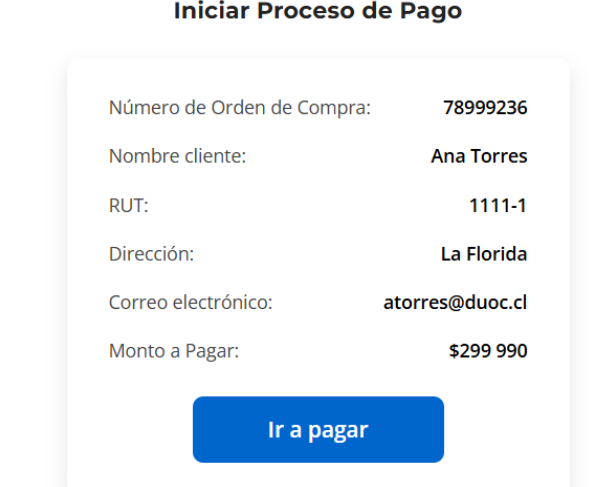 Iniciar Proceso de Pago
Número de Orden de Compra: 78999236
Nombre cliente: Ana Torres
RUT: 1111-1
Dirección: La Florida
Correo electrónico: atorres@duoc.cl
Monto a Pagar: $299 990
Ir a pagar